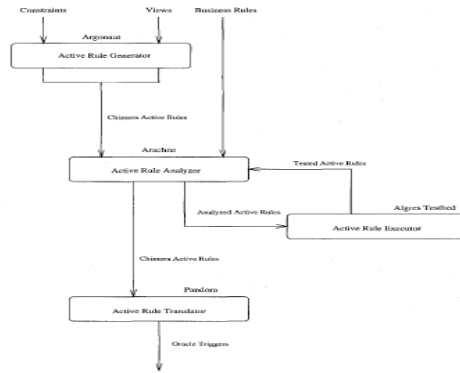 Constraints Views Business Rules
Argonaut
Active Rule Generator
Chimera Active Rules
Arachne
Active Rule Analyzer
Tested Active Rules
Analyzed Active Rules
Algres Testbed
Active Rule Executor
Chimera Active Rules
Pandora
Active Rule Translator
Oracle Triggers